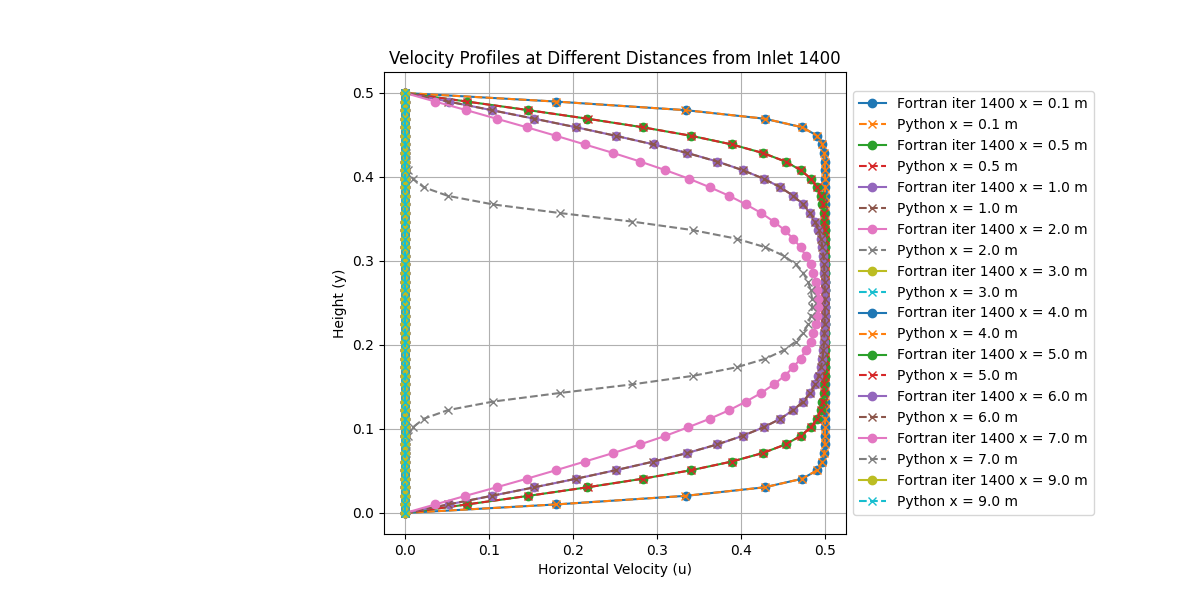 Velocity Profiles at Different Distances from Inlet 1400
Height (y)
0.5
0.4
0.3
0.2
0.1
0.0
0.0 0.1 0.2 0.3 0.4 0.5
Horizontal Velocity (u)
Fortran iter 1400 x = 0.1 m
Python x = 0.1 m
Fortran iter 1400 x = 0.5 m
Python x = 0.5 m
Fortran iter 1400 x = 1.0 m
Python x = 1.0 m
Fortran iter 1400 x = 2.0 m
Python x = 2.0 m
Fortran iter 1400 x = 3.0 m
Python x = 3.0 m
Fortran iter 1400 x = 4.0 m
Python x = 4.0 m
Fortran iter 1400 x = 5.0 m
Python x = 5.0 m
Fortran iter 1400 x = 6.0 m
Python x = 6.0 m
Fortran iter 1400 x = 7.0 m
Python x = 7.0 m
Fortran iter 1400 x = 9.0 m
Python x = 9.0 m